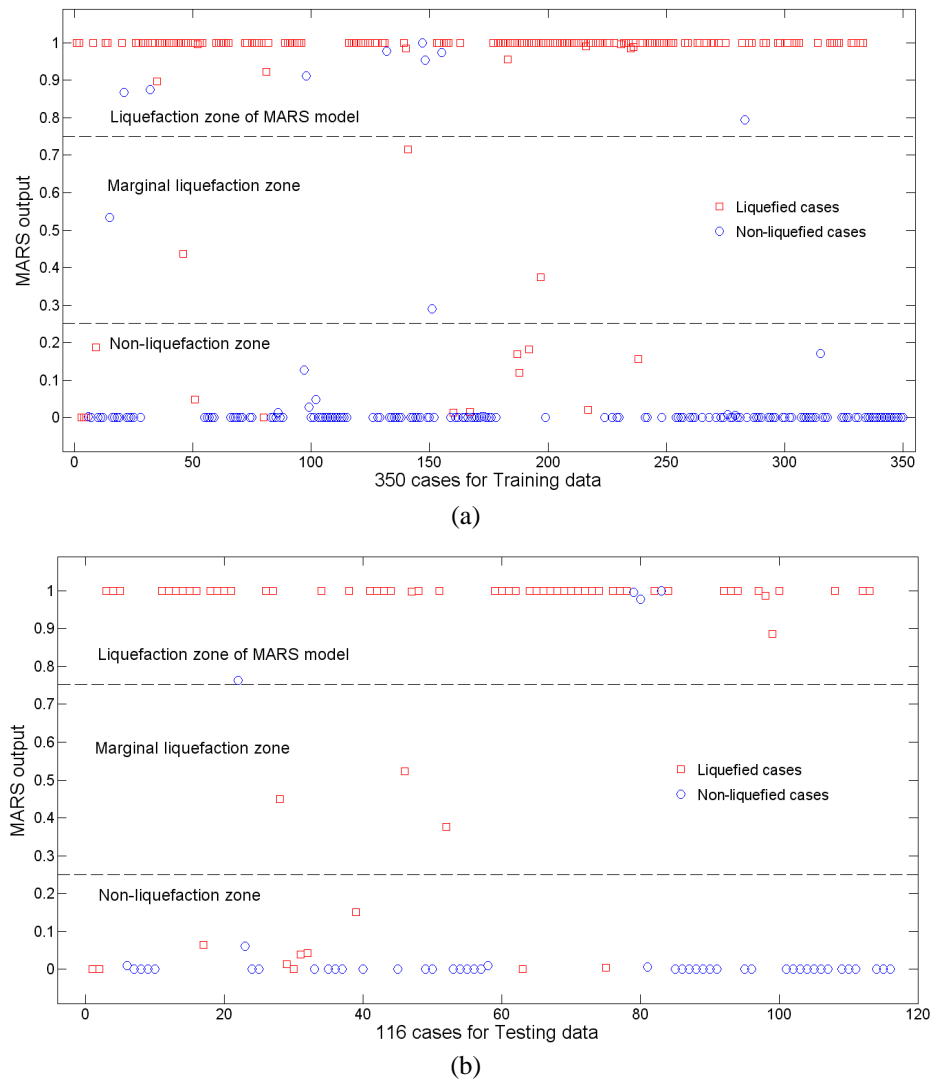 1
0.9
0.8
Liquefaction zone of MARS model
0.7
Marginal liquefaction zone
0.6
Liquefied cases
MARS output
0.5
Non-liquefied cases
0.4
0.3
Non-liquefaction zone
0.2
0.1
0
0 50 100 150 200 250 300 350
350 cases for Training data
(a)
1
0.9
Liquefaction zone of MARS model
0.8
0.7
Marginal liquefaction zone
0.6
Liquefied cases
MARS output
0.5
Non-liquefied cases
0.4
0.3
Non-liquefaction zone
0.2
0.1
0
0 20 40 60 80 100 120
116 cases for Testing data
(b)